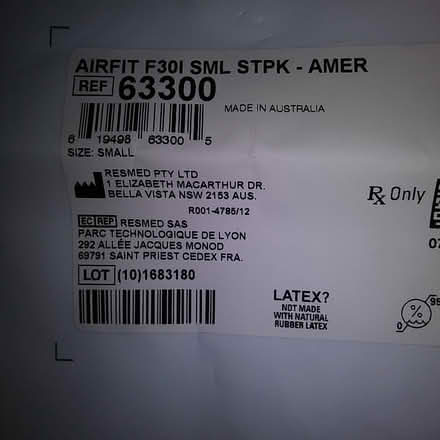 AIRFIT F30I SML STPK - AMER
REF 63300
MADE IN AUSTRALIA
6 19498 63300 5
SIZE: SMALL
RESMED PTY LTD
1 ELIZABETH MACARTHUR DR.
BELLA VISTA NSW 2153 AUS.
R001-4785/12
Rx Only
EC REP RESMED SAS
PARC TECHNOLOGIQUE DE LYON
292 ALLÉE JACQUES MONOD
69791 SAINT PRIEST CEDEX FRA.
07
LOT (10)1683180
LATEX?
NOT MADE
WITH NATURAL
RUBBER LATEX
95
%
0